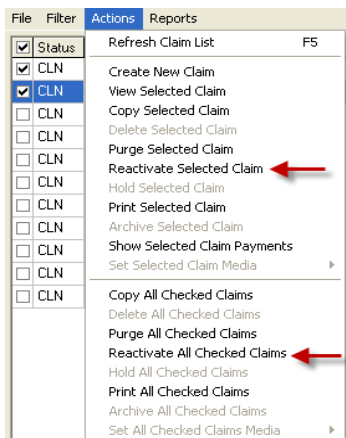 File Filter Actions Reports
Status
CLN
CLN
CLN
CLN
CLN
CLN
CLN
CLN
CLN
CLN
CLN
Refresh Claim List F5
Create New Claim
View Selected Claim
Copy Selected Claim
Delete Selected Claim
Purge Selected Claim
Reactivate Selected Claim
Hold Selected Claim
Print Selected Claim
Archive Selected Claim
Show Selected Claim Payments
Set Selected Claim Media
Copy All Checked Claims
Delete All Checked Claims
Purge All Checked Claims
Reactivate All Checked Claims
Hold All Checked Claims
Print All Checked Claims
Archive All Checked Claims
Set All Checked Claims Media